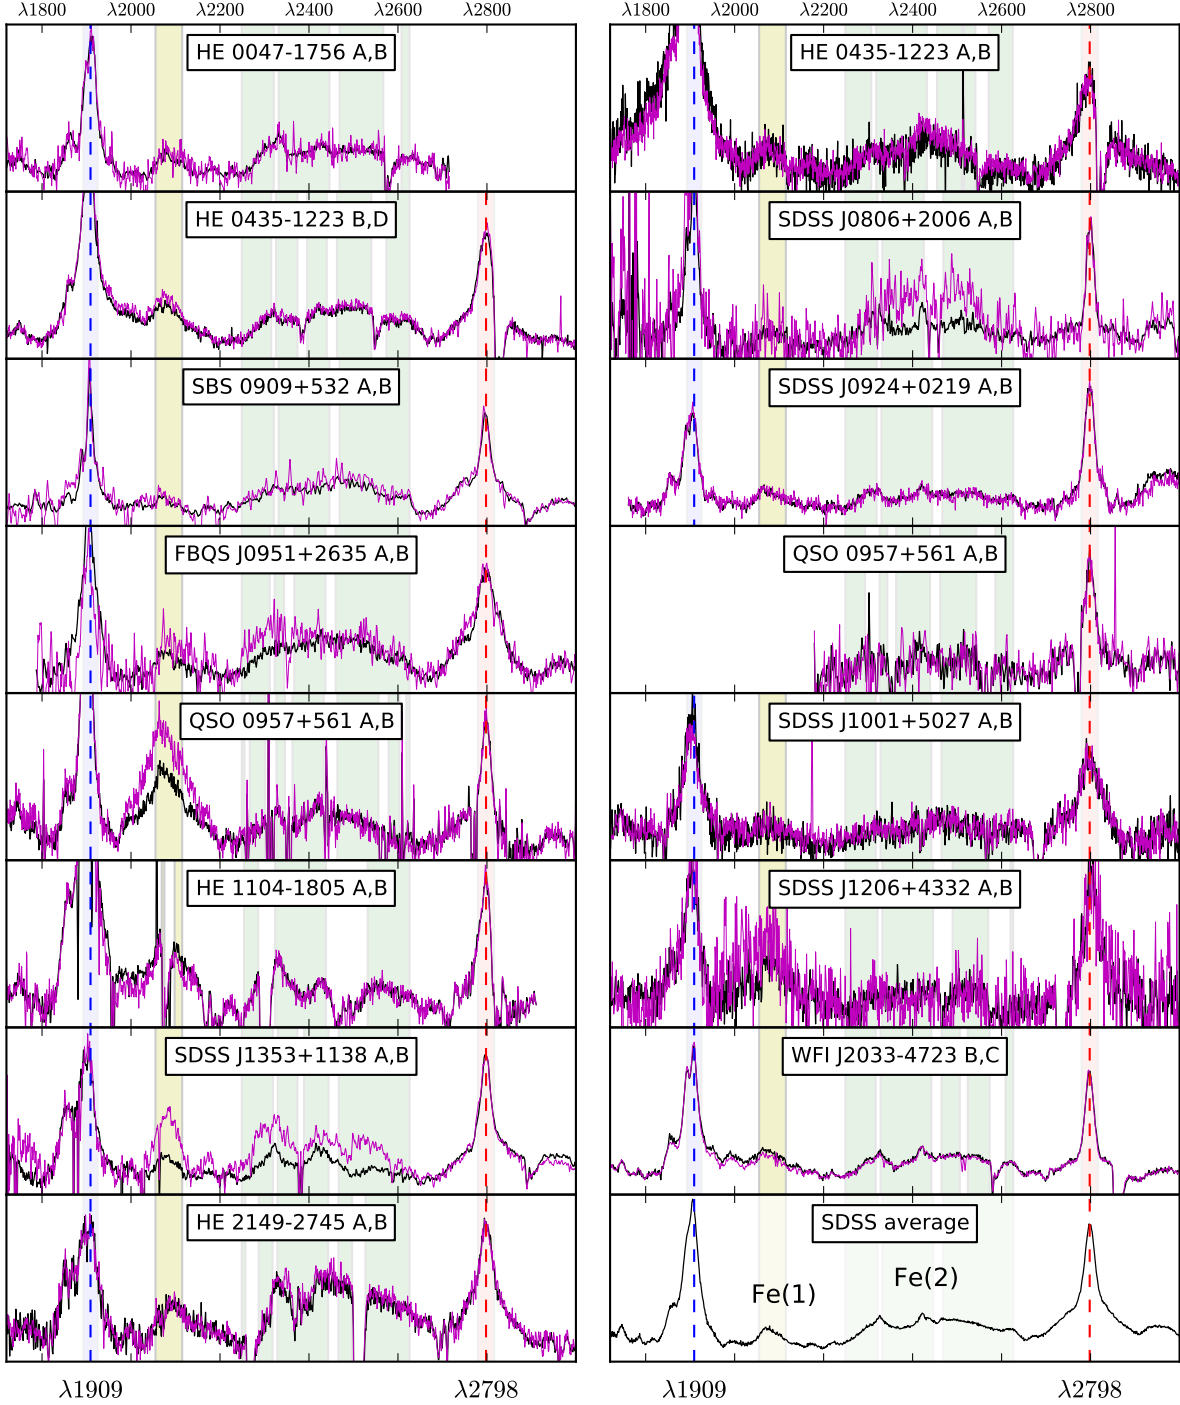 λ1800 λ2000 λ2200 λ2400 λ2600 λ2800 λ1800 λ2000 λ2200 λ2400 λ2600 λ2800
HE 0047-1756 A,B
HE 0435-1223 A,B
HE 0435-1223 B,D
SDSS J0806+2006 A,B
SBS 0909+532 A,B
SDSS J0924+0219 A,B
FBQS J0951+2635 A,B
QSO 0957+561 A,B
QSO 0957+561 A,B
SDSS J1001+5027 A,B
HE 1104-1805 A,B
SDSS J1206+4332 A,B
SDSS J1353+1138 A,B
WFI J2033-4723 B,C
HE 2149-2745 A,B
SDSS average
Fe(1)
Fe(2)
λ1909 λ2798 λ1909 λ2798